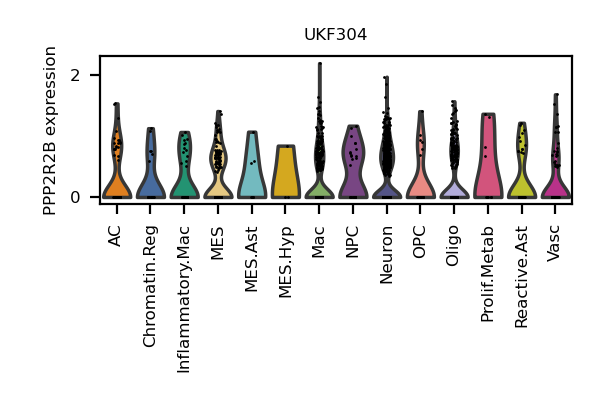 UKF304
PPP2R2B expression
2
0
AC
Chromatin.Reg
Inflammatory.Mac
MES
MES.Ast
MES.Hyp
Mac
NPC
Neuron
OPC
Oligo
Prolif.Metab
Reactive.Ast
Vasc